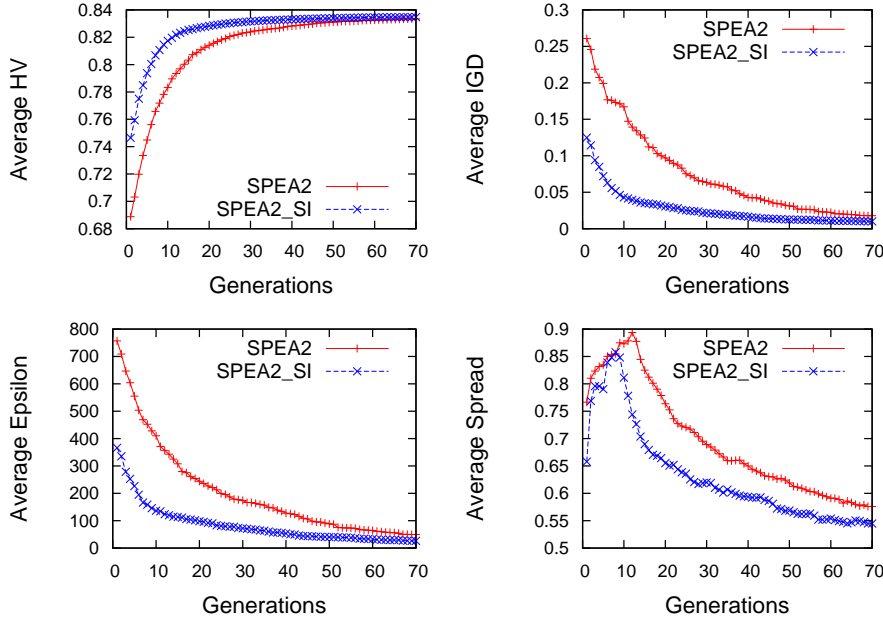 0.84
0.82
0.8
0.78
0.76
0.74
0.72
0.7
0.68
0 10 20 30 40 50 60 70
Average HV
Generations
SPEA2
SPEA2_SI
0.3
0.25
0.2
0.15
0.1
0.05
0
0 10 20 30 40 50 60 70
Average IGD
Generations
SPEA2
SPEA2_SI
800
700
600
500
400
300
200
100
0
0 10 20 30 40 50 60 70
Average Epsilon
Generations
SPEA2
SPEA2_SI
0.9
0.85
0.8
0.75
0.7
0.65
0.6
0.55
0.5
0 10 20 30 40 50 60 70
Average Spread
Generations
SPEA2
SPEA2_SI